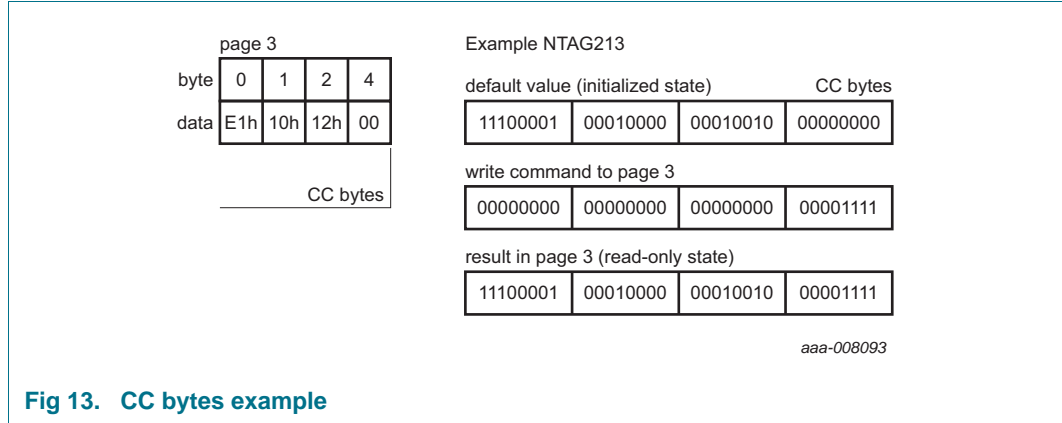 page 3
byte 0 1 2 4
data E1h 10h 12h 00
CC bytes
Example NTAG213
default value (initialized state) CC bytes
11100001 00010000 00010010 00000000
write command to page 3
00000000 00000000 00000000 00001111
result in page 3 (read-only state)
11100001 00010000 00010010 00001111
aaa-008093
Fig 13. CC bytes example